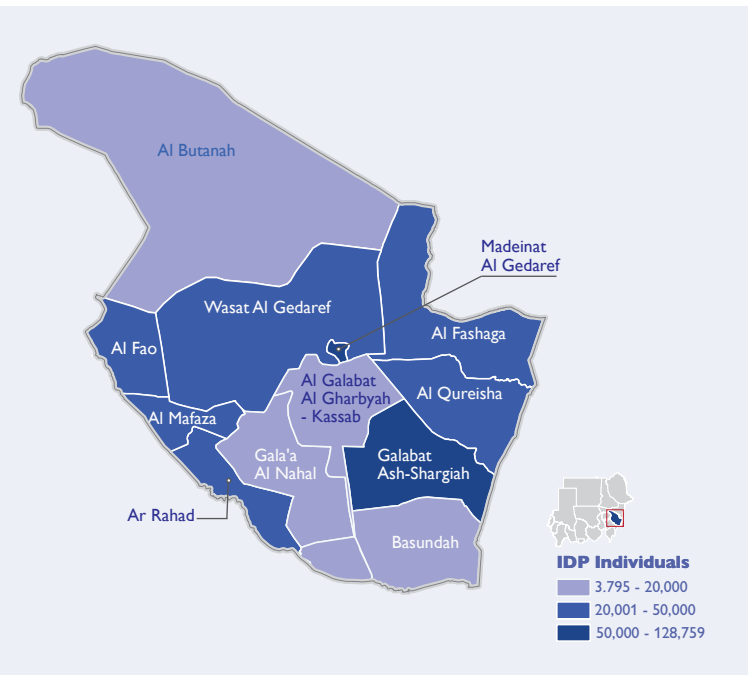 Al Butanah
Madeinat
Al Gedaref
Wasat Al Gedaref
Al Fashaga
Al Fao
Al Galabat
Al Gharbyah
- Kassab
Al Qureisha
Al Mafaza
Gala'a
Al Nahal
Galabat
Ash-Shargiah
Ar Rahad
Basundah
IDP Individuals
3.795 - 20,000
20,001 - 50,000
50,000 - 128,759